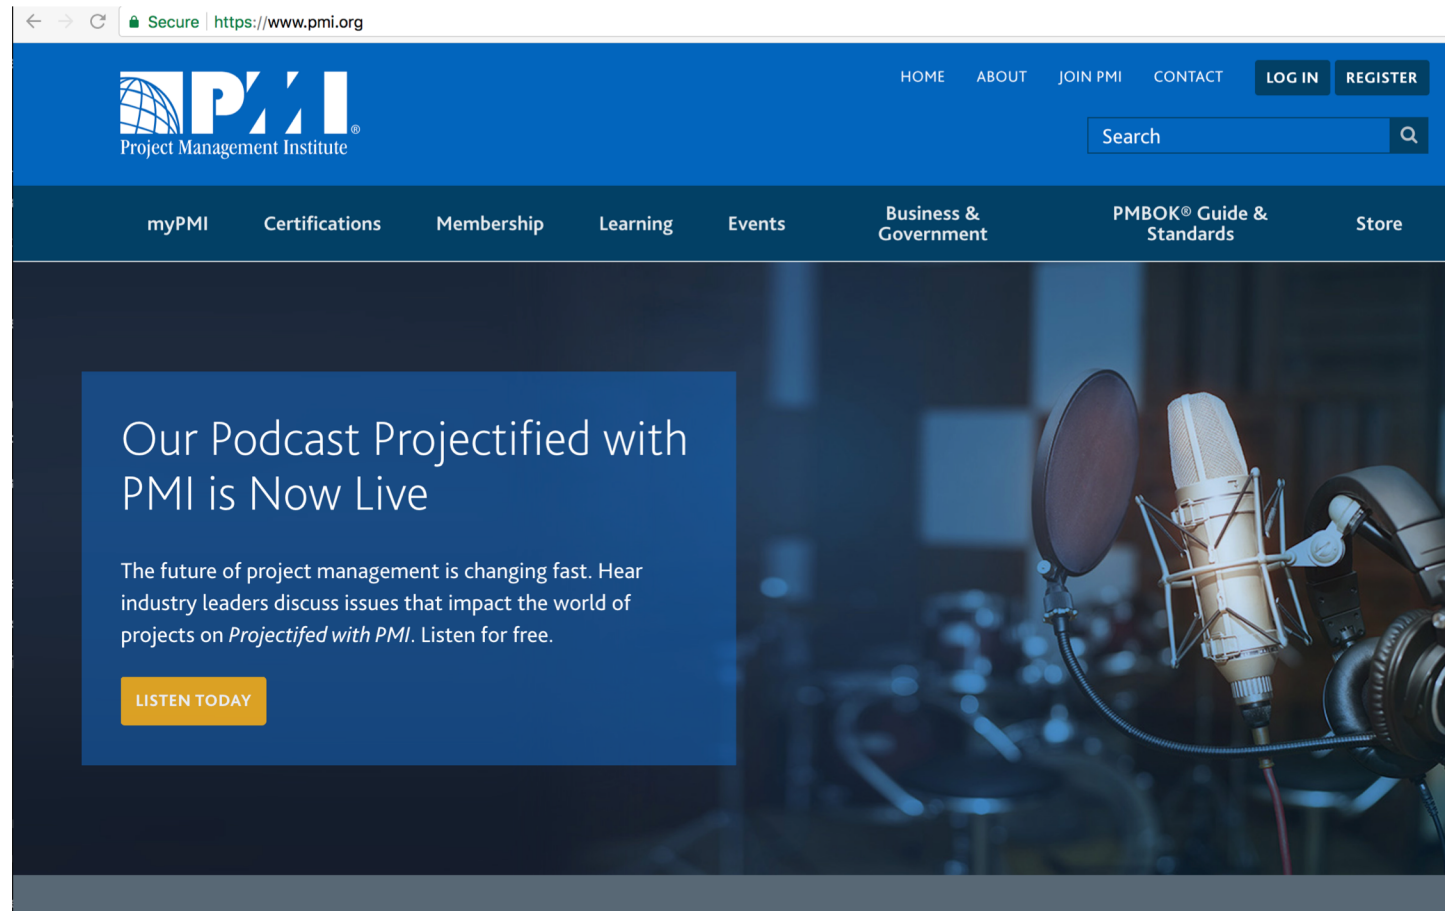 Secure https://www.pmi.org
HOME ABOUT JOIN PMI CONTACT LOG IN REGISTER
PMI®
Project Management Institute
Search
myPMI Certifications Membership Learning Events Business & Government PMBOK® Guide & Standards Store
Our Podcast Projectified with
PMI is Now Live
The future of project management is changing fast. Hear
industry leaders discuss issues that impact the world of
projects on Projectifed with PMI. Listen for free.
LISTEN TODAY